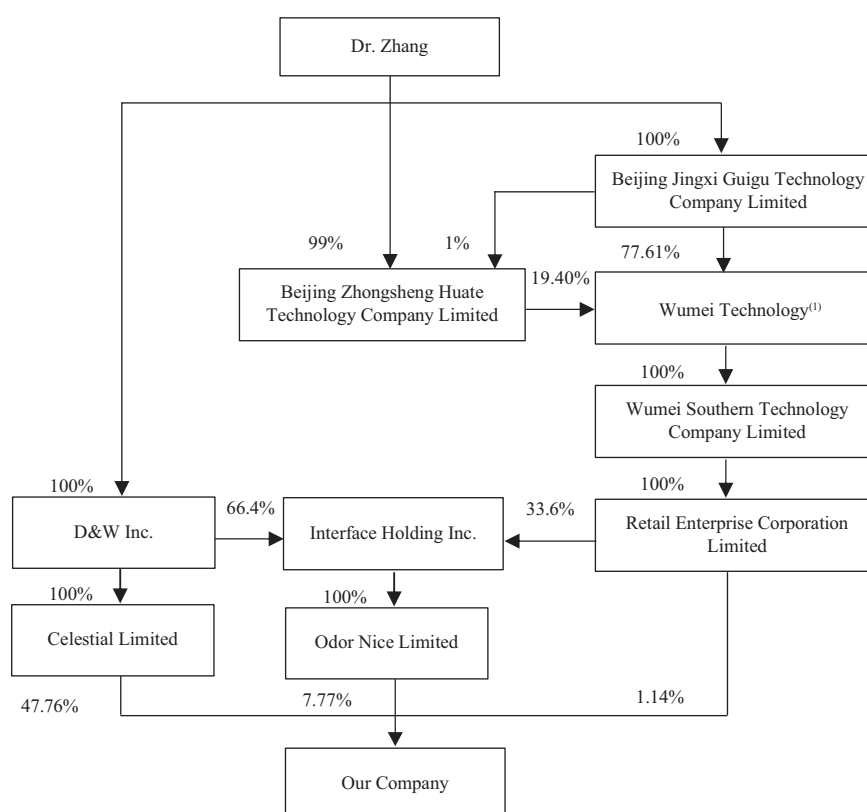 Dr. Zhang
100%
Beijing Jingxi Guigu Technology
Company Limited
99%
1%
77.61%
19.40%
Beijing Zhongsheng Huate
Technology Company Limited
Wumei Technology(1)
100%
Wumei Southern Technology
Company Limited
100%
100%
66.4%
33.6%
D&W Inc.
Interface Holding Inc.
Retail Enterprise Corporation
Limited
100%
100%
Celestial Limited
Odor Nice Limited
47.76%
7.77%
1.14%
Our Company